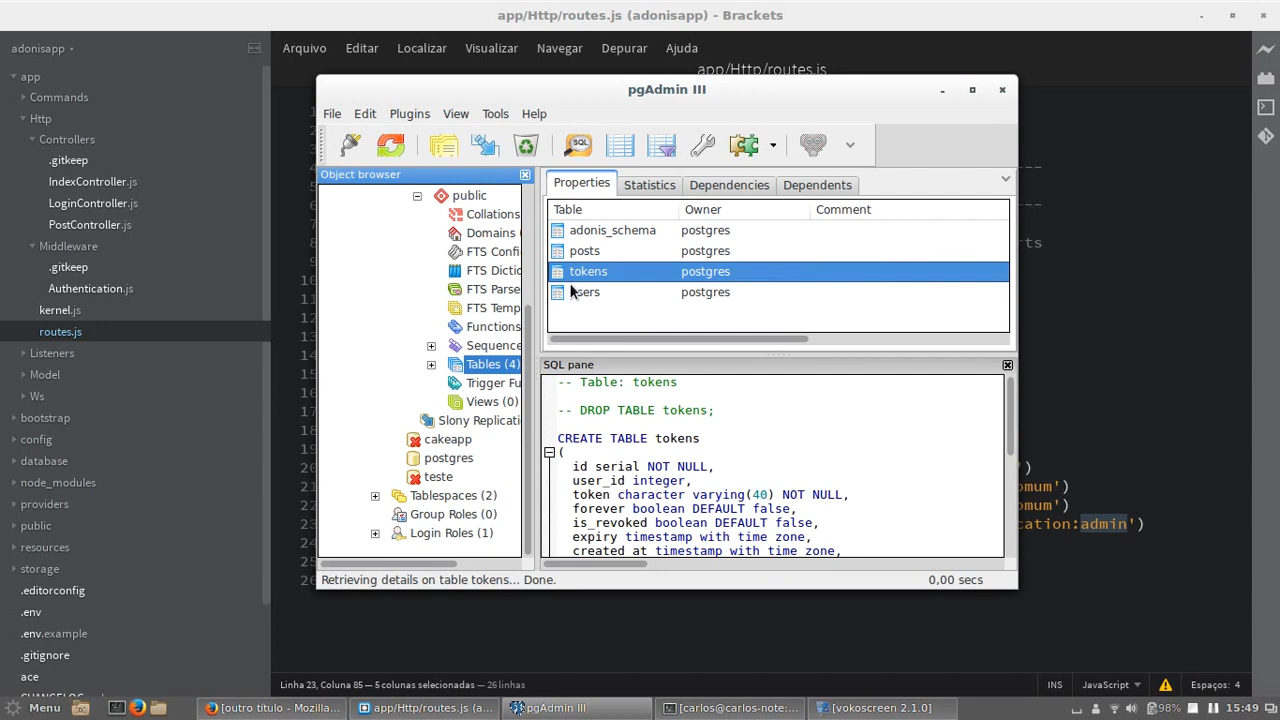 app/Http/routes.js (adonisapp) - Brackets
adonisapp
Arquivo Editar Localizar Visualizar Navegar Depurar Ajuda
app/Http/routes.js
app
Commands
Http
Controllers
.gitkeep
IndexController.js
LoginController.js
PostController.js
Middleware
.gitkeep
Authentication.js
kernel.js
routes.js
Listeners
Model
Ws
bootstrap
config
database
node_modules
providers
public
resources
storage
.editorconfig
.env
.env.example
.gitignore
ace
pgAdmin III
File Edit Plugins View Tools Help
SQL
Object browser
public
Collations
Domains (
FTS Confi
FTS Dictio
FTS Parse
FTS Temp
Functions
Sequence
Tables (4)
Trigger Fu
Views (0)
Slony Replicati
cakeapp
postgres
teste
Tablespaces (2)
Group Roles (0)
Login Roles (1)
Properties Statistics Dependencies Dependents
Table Owner Comment
adonis_schema postgres
posts postgres
tokens postgres
users postgres
SQL pane
-- Table: tokens
-- DROP TABLE tokens;
CREATE TABLE tokens
(
id serial NOT NULL,
user_id integer,
token character varying(40) NOT NULL,
forever boolean DEFAULT false,
is_revoked boolean DEFAULT false,
expiry timestamp with time zone,
created_at timestamp with time zone,
Retrieving details on table tokens... Done. 0,00 secs
rts
')
omum')
omum')
cation:admin')
Linha 23, Coluna 85 — 5 colunas selecionadas — 26 linhas
INS JavaScript Espaços: 4
Menu
[outro título - Mozilla...
app/Http/routes.js (a...
pgAdmin III
[carlos@carlos-note:...
[vokoscreen 2.1.0]
98% 15:49